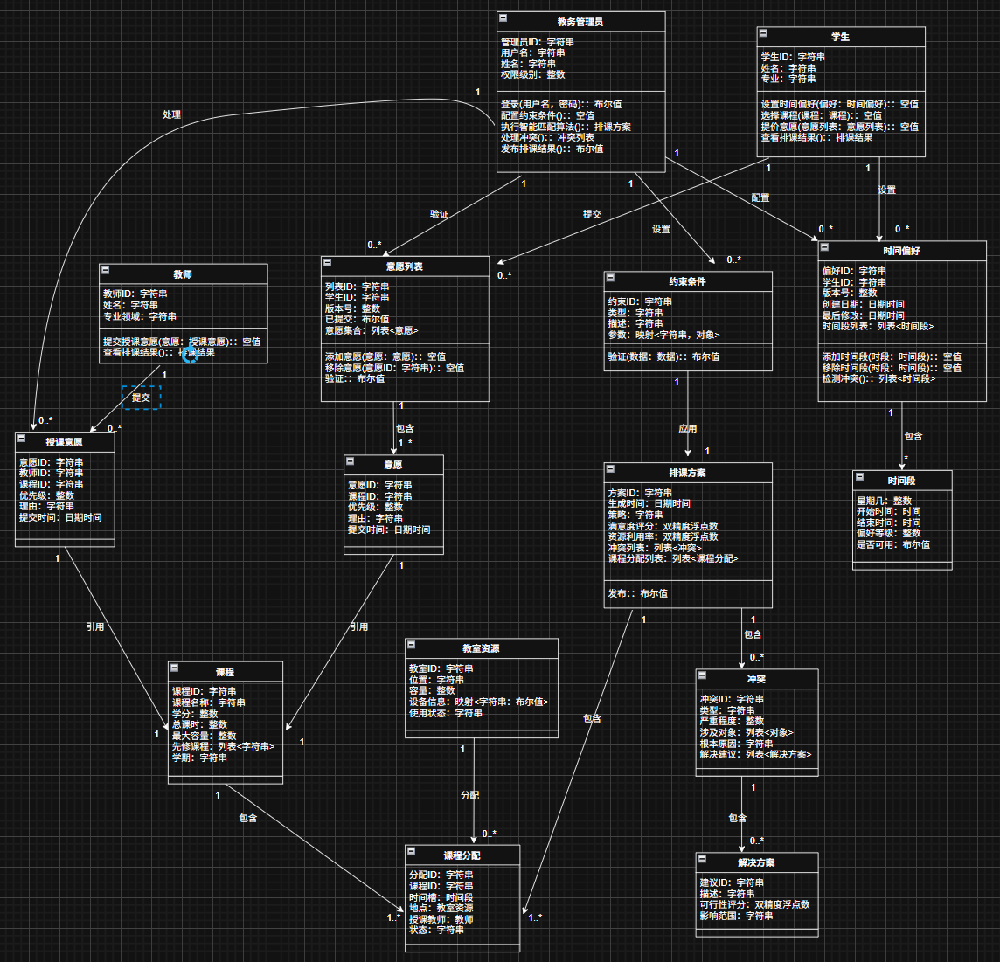 教务管理员
管理员ID：字符串
用户名：字符串
姓名：字符串
权限级别：整数
登录(用户名，密码)：：布尔值
配置约束条件()：：空值
执行智能匹配算法()：：排课方案
处理冲突()：：冲突列表
发布排课结果()：：布尔值
学生
学生ID：字符串
姓名：字符串
专业：字符串
设置时间偏好(偏好：时间偏好)：：空值
选择课程(课程：课程)：：空值
提价意愿(意愿列表：意愿列表)：：空值
查看排课结果()：：排课结果
1
处理
1
1
1
1
1
验证
提交
设置
配置
设置
0..*
0..*
0..*
0..*
0..*
教师
教师ID：字符串
姓名：字符串
专业领域：字符串
提交授课意愿(意愿：授课意愿)：：空值
查看排课结果()：：排课结果
意愿列表
列表ID：字符串
学生ID：字符串
版本号：整数
已提交：布尔值
意愿集合：列表<意愿>
添加意愿(意愿：意愿)：：空值
移除意愿(意愿ID：字符串)：：空值
验证：：布尔值
约束条件
约束ID：字符串
类型：字符串
描述：字符串
参数：映射<字符串，对象>
验证(数据：数据)：：布尔值
时间偏好
偏好ID：字符串
学生ID：字符串
版本号：整数
创建日期：日期时间
最后修改：日期时间
时间段列表：列表<时间段>
添加时间段(时段：时间段)：：空值
移除时间段(时段：时间段)：：空值
检测冲突()：：列表<时间段>
1
提交
0..*
0..*
1
包含
1..*
1
应用
1
1
包含
*
授课意愿
意愿ID：字符串
教师ID：字符串
课程ID：字符串
优先级：整数
理由：字符串
提交时间：日期时间
意愿
意愿ID：字符串
课程ID：字符串
优先级：整数
理由：字符串
提交时间：日期时间
排课方案
方案ID：字符串
生成时间：日期时间
策略：字符串
满意度评分：双精度浮点数
资源利用率：双精度浮点数
冲突列表：列表<冲突>
课程分配列表：列表<课程分配>
发布：：布尔值
时间段
星期几：整数
开始时间：时间
结束时间：时间
偏好等级：整数
是否可用：布尔值
1
引用
1
1
引用
1
1
包含
1..*
1
包含
0..*
课程
课程ID：字符串
课程名称：字符串
学分：整数
总课时：整数
最大容量：整数
先修课程：列表<字符串>
学期：字符串
教室资源
教室ID：字符串
位置：字符串
容量：整数
设备信息：映射<字符串：布尔值>
使用状态：字符串
冲突
冲突ID：字符串
类型：字符串
严重程度：整数
涉及对象：列表<对象>
根本原因：字符串
解决建议：列表<解决方案>
1
包含
1..*
1
分配
0..*
1
包含
0..*
课程分配
分配ID：字符串
课程ID：字符串
时间槽：时间段
地点：教室资源
授课教师：教师
状态：字符串
解决方案
建议ID：字符串
描述：字符串
可行性评分：双精度浮点数
影响范围：字符串